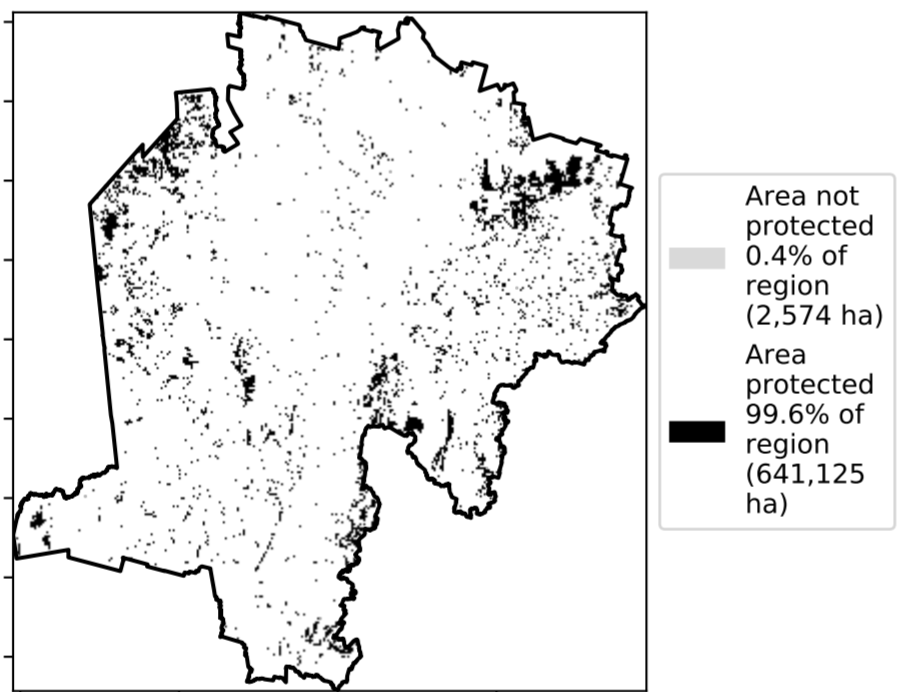 Area not
protected
0.4% of
region
(2,574 ha)
Area
protected
99.6% of
region
(641,125
ha)